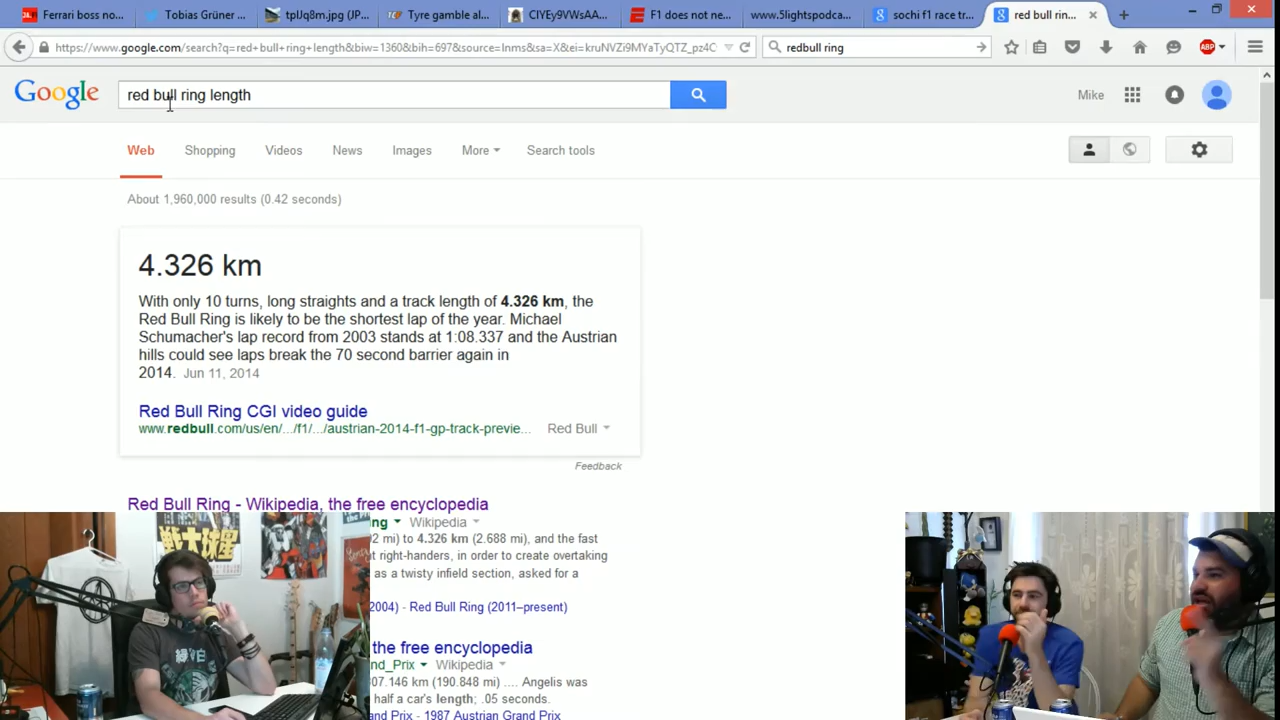 Ferrari boss no...
Tobias Grüner ...
tpIJq8m.jpg (JP...
Tyre gamble al...
CIYEy9VWsAA...
F1 does not ne...
www.5lightspodca...
sochi f1 race tr...
red bull rin...
https://www.google.com/search?q=red+bull+ring+length&biw=1360&bih=697&source=lnms&sa=X&ei=kruNVZi9MYaTyQTZ_pz4C
redbull ring
ABP
Google
red bull ring length
Mike
Web
Shopping
Videos
News
Images
More
Search tools
About 1,960,000 results (0.42 seconds)
4.326 km
With only 10 turns, long straights and a track length of 4.326 km, the
Red Bull Ring is likely to be the shortest lap of the year. Michael
Schumacher's lap record from 2003 stands at 1:08.337 and the Austrian
hills could see laps break the 70 second barrier again in
2014. Jun 11, 2014
Red Bull Ring CGI video guide
www.redbull.com/us/en/.../f1/.../austrian-2014-f1-gp-track-previe... Red Bull
Feedback
Red Bull Ring - Wikipedia, the free encyclopedia
ng Wikipedia
2 mi) to 4.326 km (2.688 mi), and the fast
t right-handers, in order to create overtaking
as a twisty infield section, asked for a
2004) - Red Bull Ring (2011–present)
the free encyclopedia
nd_Prix Wikipedia
07.146 km (190.848 mi) .... Angelis was
half a car's length; .05 seconds.
and Prix - 1987 Austrian Grand Prix